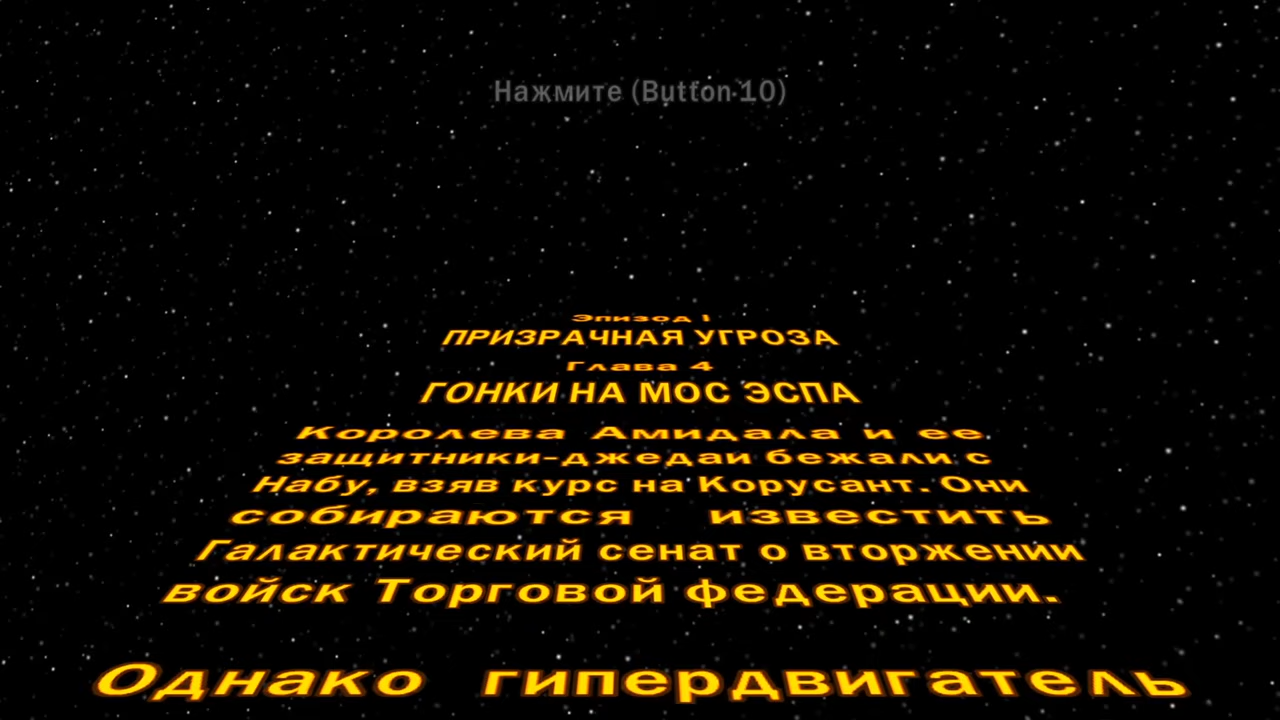 Нажмите (Button 10)
Эпизод I
ПРИЗРАЧНАЯ УГРОЗА
Глава 4
ГОНКИ НА МОС ЭСПА
Королева Амидала и ее
защитники-джедаи бежали с
Набу, взяв курс на Корусант. Они
собираются известить
Галактический сенат о вторжении
войск Торговой федерации.
Однако гипердвигатель